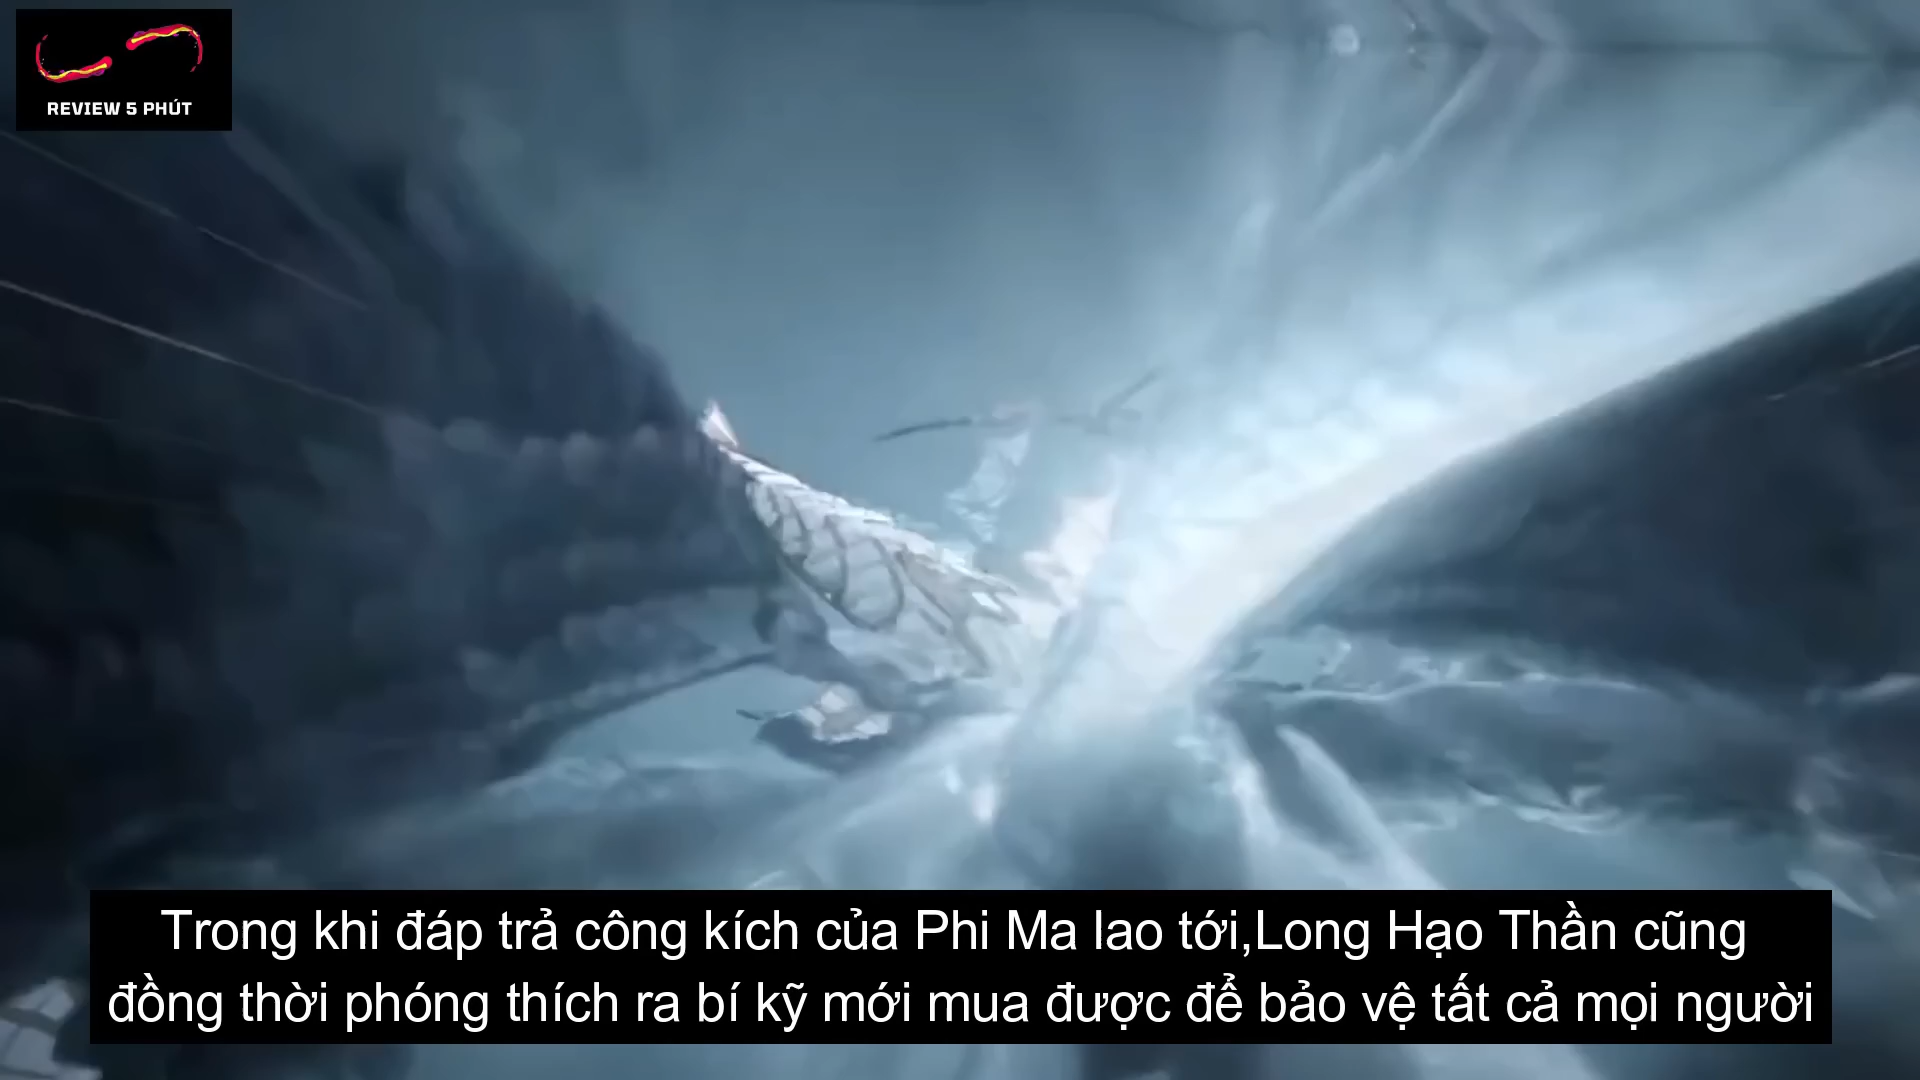 REVIEW 5 PHÚT
Trong khi đáp trả công kích của Phi Ma lao tới,Long Hạo Thần cũng
đồng thời phóng thích ra bí kỹ mới mua được để bảo vệ tất cả mọi người